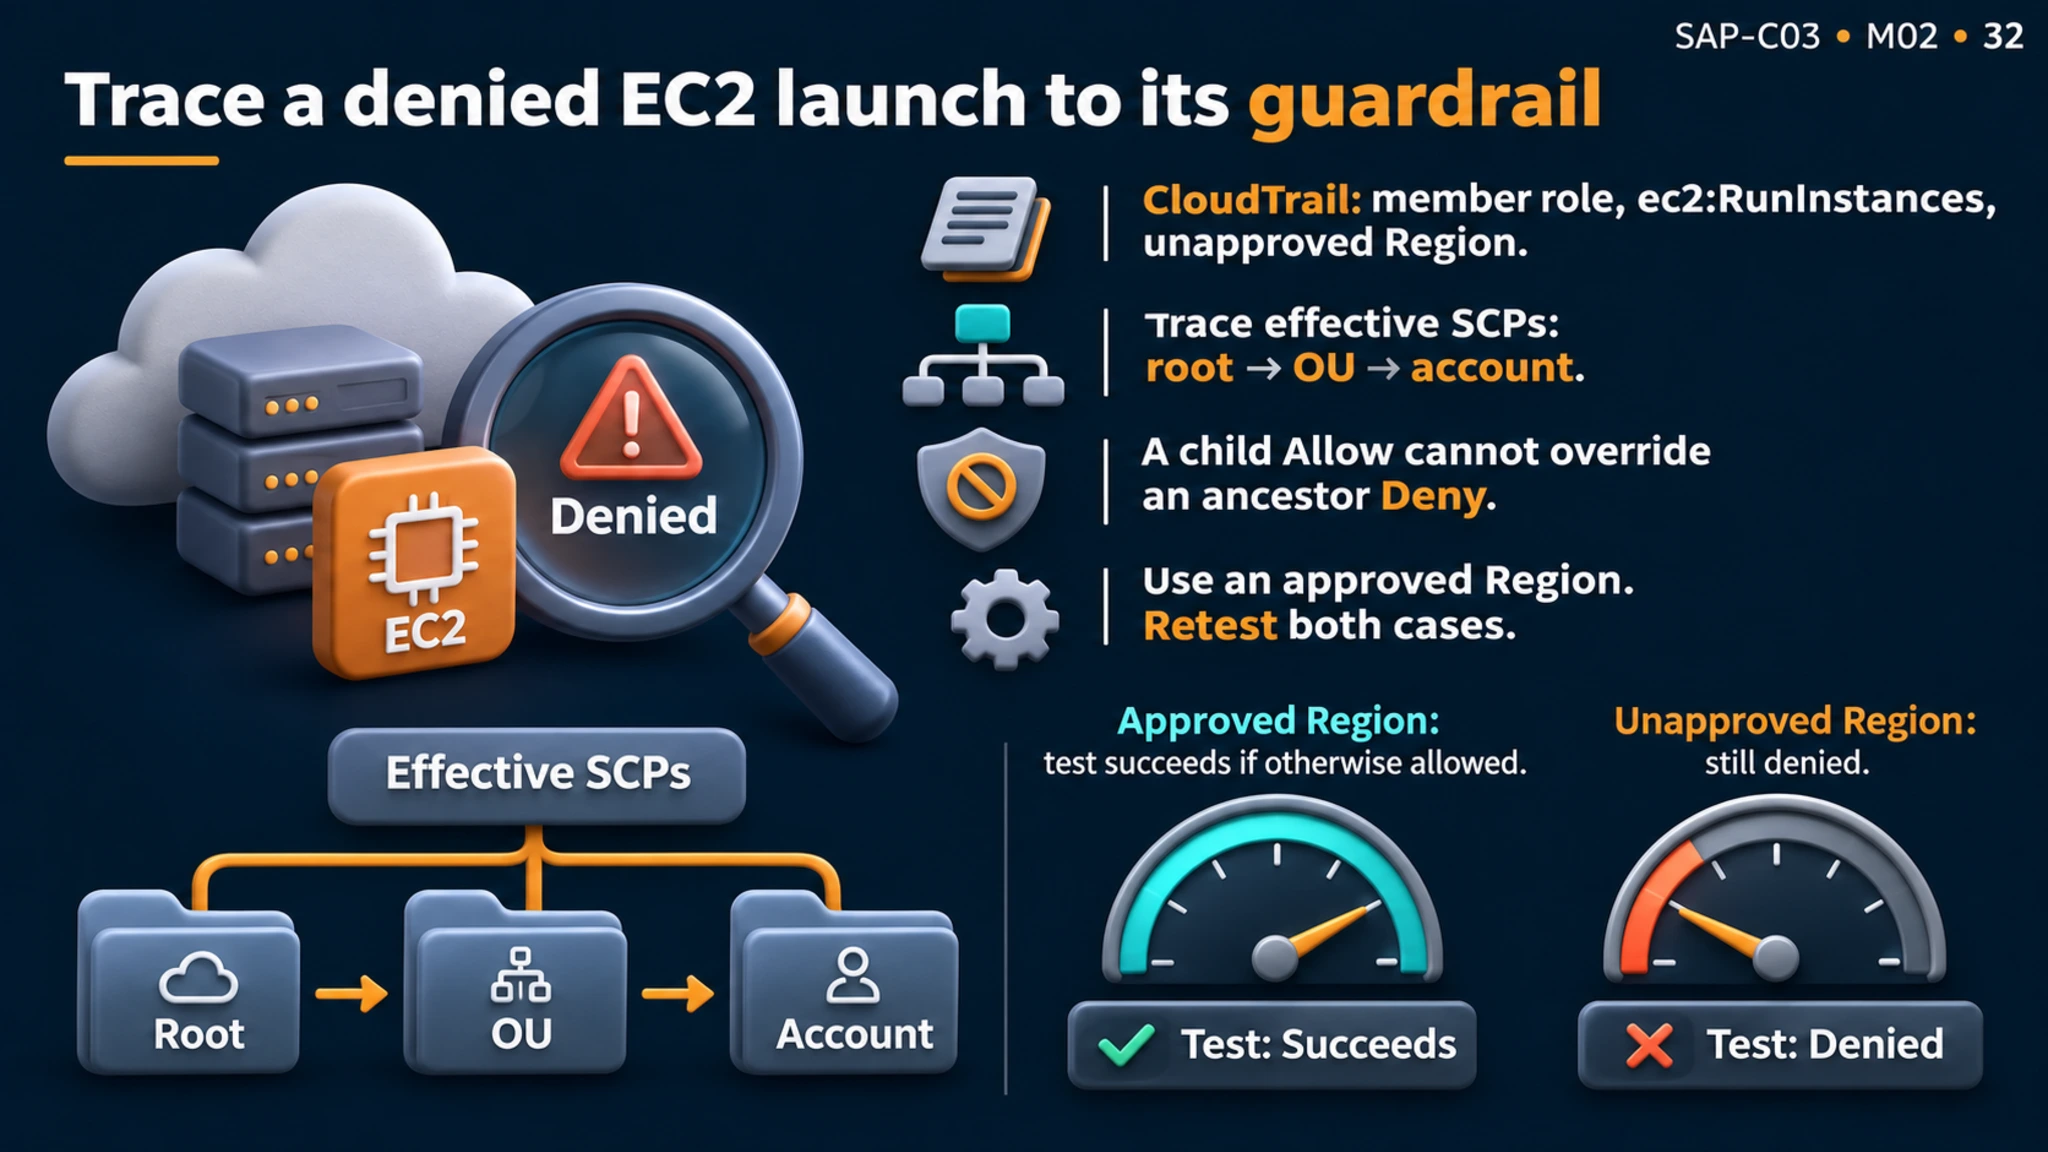 SAP-C03 • M02 • 32
Trace a denied EC2 launch to its guardrail
CloudTrail: member role, ec2:RunInstances,
unapproved Region.
Trace effective SCPs:
root → OU → account.
A child Allow cannot override
an ancestor Deny.
Use an approved Region.
Retest both cases.
Denied
EC2
Effective SCPs
Root
OU
Account
Approved Region:
test succeeds if otherwise allowed.
Test: Succeeds
Unapproved Region:
still denied.
Test: Denied